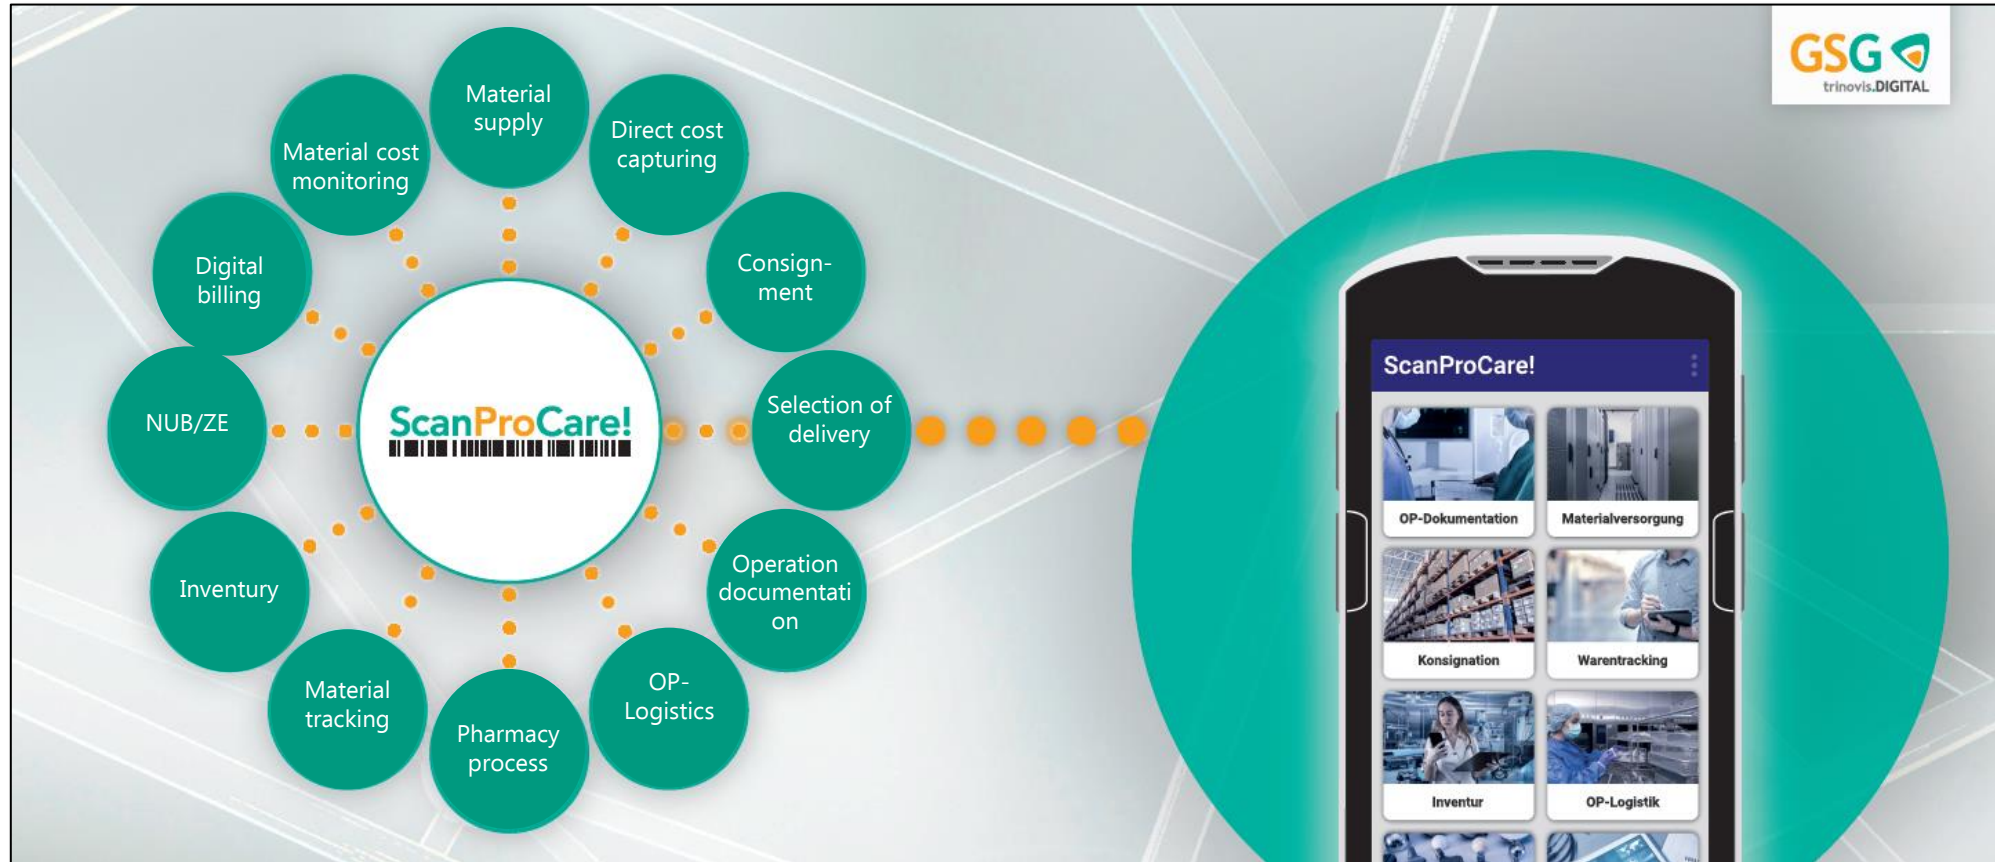 Material
supply
Direct cost
capturing
Consign-
ment
Selection of
delivery
Operation
documentati
on
OP-
Logistics
Pharmacy
process
Material
tracking
Inventury
NUB/ZE
Digital
billing
Material cost
monitoring
ScanProCare!
GSG
trinovis.DIGITAL
ScanProCare!
OP-Dokumentation
Materialversorgung
Konsignation
Warentracking
Inventur
OP-Logistik